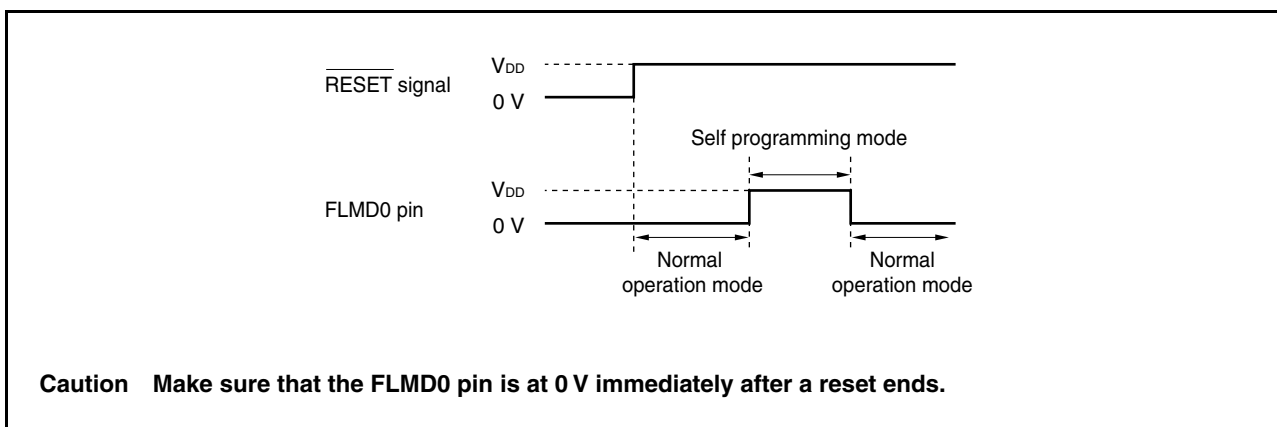 VDD
RESET signal
0 V
Self programming mode
VDD
FLMD0 pin
0 V
Normal
operation mode
Normal
operation mode
Caution Make sure that the FLMD0 pin is at 0 V immediately after a reset ends.